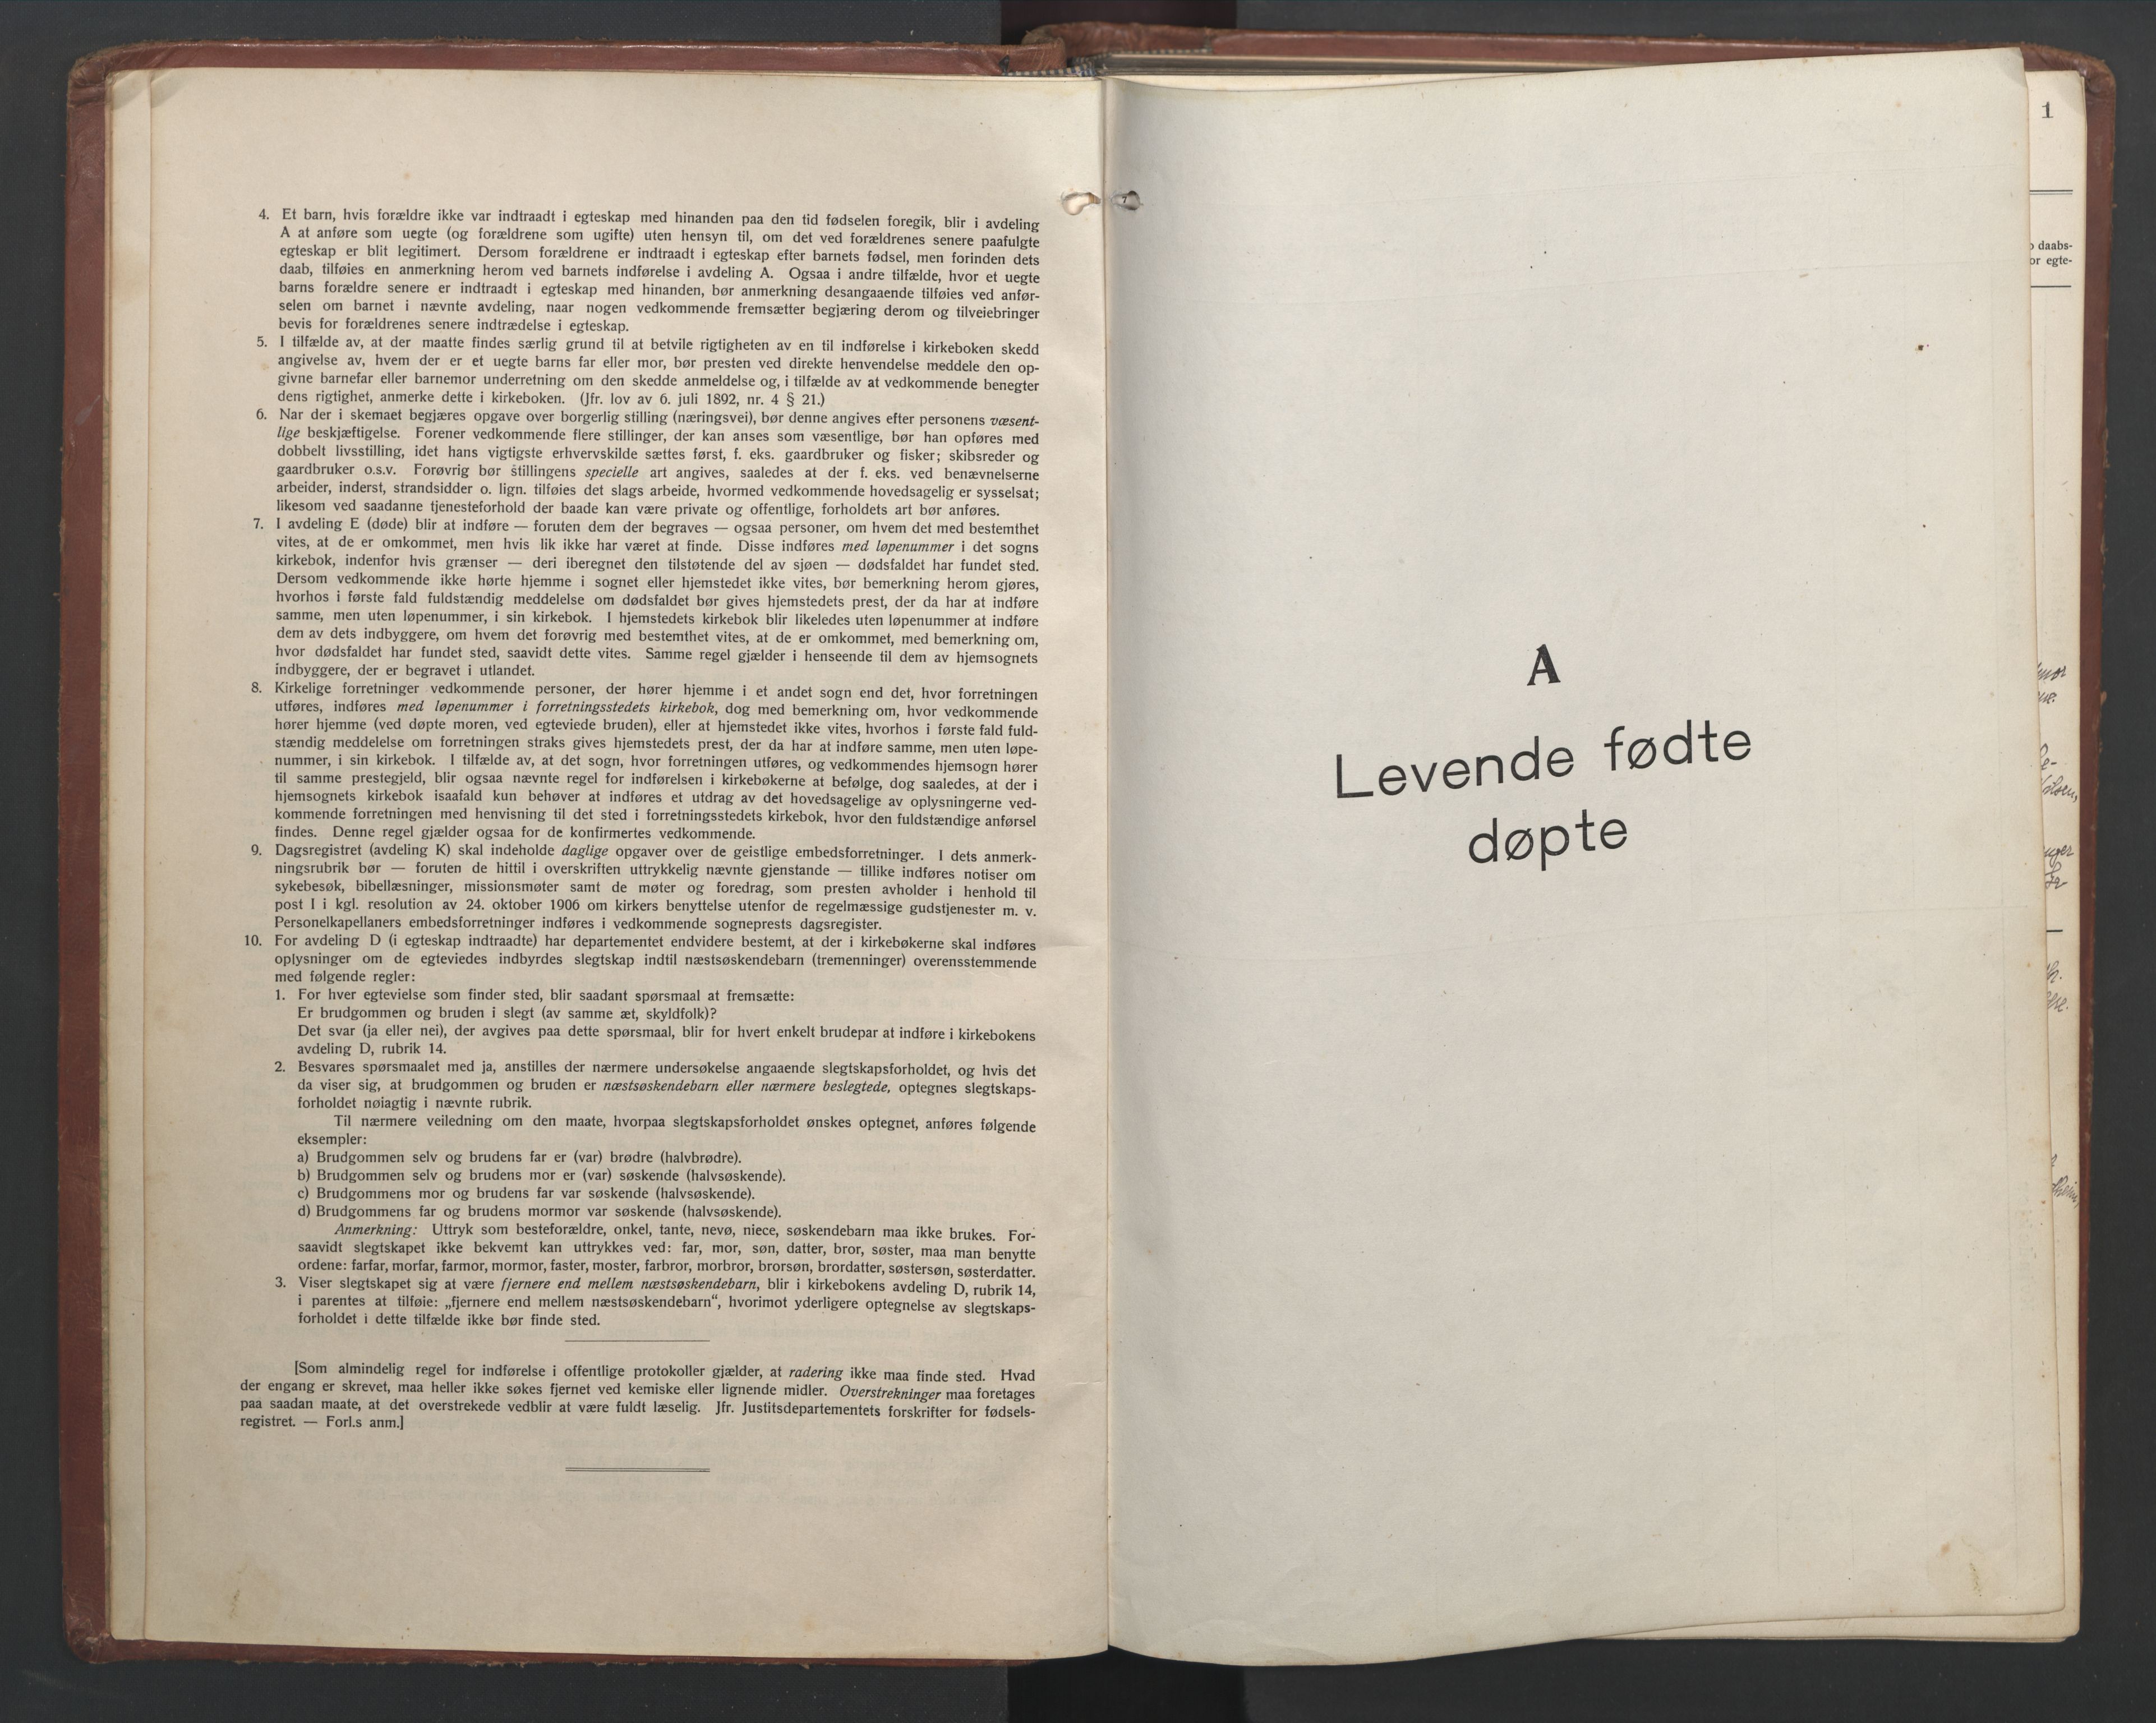 4. Et barn, hvis forældre ikke var indtraadt i egteskap med hinanden paa den tid fødselen foregik, blir i avdeling
A at anføre som uegte (og forældrene som ugifte) uten hensyn til, om det ved forældrenes senere paafulgte
egteskap er blit legitimert. Dersom forældrene er indtraadt i egteskap efter barnets fødsel, men forinden dets
daab, tilføies en anmerkning herom ved barnets indførelse i avdeling A. Ogsaa i andre tilfælde, hvor et uegte
barns forældre senere er indtraadt i egteskap med hinanden, bør anmerkning desangaaende tilføies ved anfør-
selen om barnet i nævnte avdeling, naar nogen vedkommende fremsætter begjæring derom og tilveiebringer
bevis for forældrenes senere indtrædelse i egteskap.
5. I tilfælde av, at der maatte findes særlig grund til at betvile rigtigheten av en til indførelse i kirkeboken skedd
angivelse av, hvem der er et uegte barns far eller mor, bør presten ved direkte henvendelse meddele den op-
givne barnefar eller barnemor underretning om den skedde anmeldelse og, i tilfælde av at vedkommende benegter
dens rigtighet, anmerke dette i kirkeboken. (Jfr. lov av 6. juli 1892, nr. 4 § 21.)
6. Nar der i skemaet begjæres opgave over borgerlig stilling (næringsvei), bør denne angives efter personens væsent-
lige beskjæftigelse. Forener vedkommende flere stillinger, der kan anses som væsentlige, bør han opføres med
dobbelt livsstilling, idet hans vigtigste erhvervskilde sættes først, f. eks. gaardbruker og fisker; skibsreder og
gaardbruker o.s.v. Forøvrig bør stillingens specielle art angives, saaledes at der f. eks. ved benævnelserne
arbeider, inderst, strandsidder o. lign. tilføies det slags arbeide, hvormed vedkommende hovedsagelig er sysselsat;
likesom ved saadanne tjenesteforhold der baade kan være private og offentlige, forholdets art bør anføres.
7. I avdeling E (døde) blir at indføre — foruten dem der begraves — ogsaa personer, om hvem det med bestemthet
vites, at de er omkommet, men hvis lik ikke har været at finde. Disse indføres med løpenummer i det sogns
kirkebok, indenfor hvis grænser — deri iberegnet den tilstøtende del av sjøen — dødsfaldet har fundet sted.
Dersom vedkommende ikke hørte hjemme i sognet eller hjemstedet ikke vites, bør bemerkning herom gjøres,
hvorhos i første fald fuldstændig meddelelse om dødsfaldet bør gives hjemstedets prest, der da har at indføre
samme, men uten løpenummer, i sin kirkebok. I hjemstedets kirkebok blir likeledes uten løpenummer at indføre
dem av dets indbyggere, om hvem det forøvrig med bestemthet vites, at de er omkommet, med bemerkning om,
hvor dødsfaldet har fundet sted, saavidt dette vites. Samme regel gjælder i henseende til dem av hjemsognets
indbyggere, der er begravet i utlandet.
8. Kirkelige forretninger vedkommende personer, der hører hjemme i et andet sogn end det, hvor forretningen
utføres, indføres med løpenummer i forretningsstedets kirkebok, dog med bemerkning om, hvor vedkommende
hører hjemme (ved døpte moren, ved egteviede bruden), eller at hjemstedet ikke vites, hvorhos i første fald fuld-
stændig meddelelse om forretningen straks gives hjemstedets prest, der da har at indføre samme, men uten løpe-
nummer, i sin kirkebok. I tilfælde av, at det sogn, hvor forretningen utføres, og vedkommendes hjemsogn hører
til samme prestegjeld, blir ogsaa nævnte regel for indførelsen i kirkebøkerne at befølge, dog saaledes, at der i
hjemsognets kirkebok isaafald kun behøver at indføres et utdrag av det hovedsagelige av oplysningerne ved-
kommende forretningen med henvisning til det sted i forretningsstedets kirkebok, hvor den fuldstændige anførsel
findes. Denne regel gjælder ogsaa for de konfirmertes vedkommende.
9. Dagsregistret (avdeling K) skal indeholde daglige opgaver over de geistlige embedsforretninger. I dets anmerk-
ningsrubrik bør — foruten de hittil i overskriften uttrykkelig nævnte gjenstande — tillike indføres notiser om
sykebesøk, bibellæsninger, missionsmøter samt de møter og foredrag, som presten avholder i henhold til
post I i kgl. resolution av 24. oktober 1906 om kirkers benyttelse utenfor de regelmæssige gudstjenester m. v.
Personelkapellaners embedsforretninger indføres i vedkommende sogneprests dagsregister.
10. For avdeling D (i egteskap indtraadte) har departementet endvidere bestemt, at der i kirkebøkerne skal indføres
oplysninger om de egteviedes indbyrdes slegtskap indtil næstsøskendebarn (tremenninger) overensstemmende
med følgende regler:
1. For hver egtevielse som finder sted, blir saadant spørsmaal at fremsætte:
Er brudgommen og bruden i slegt (av samme æt, skyldfolk)?
Det svar (ja eller nei), der avgives paa dette spørsmaal, blir for hvert enkelt brudepar at indføre i kirkebokens
avdeling D, rubrik 14.
2. Besvares spørsmaalet med ja, anstilles der nærmere undersøkelse angaaende slegtskapsforholdet, og hvis det
da viser sig, at brudgommen og bruden er næstsøskendebarn eller nærmere beslegtede, optegnes slegtskaps-
forholdet nøiagtig i nævnte rubrik.
Til nærmere veiledning om den maate, hvorpaa slegtskapsforholdet ønskes optegnet, anføres følgende
eksempler:
a) Brudgommen selv og brudens far er (var) brødre (halvbrødre).
b) Brudgommen selv og brudens mor er (var) søskende (halvsøskende).
c) Brudgommens mor og brudens far var søskende (halvsøskende).
d) Brudgommens far og brudens mormor var søskende (halvsøskende).
Anmerkning: Uttryk som besteforældre, onkel, tante, nevø, niece, søskendebarn maa ikke brukes. For-
saavidt slegtskapet ikke bekvemt kan uttrykkes ved: far, mor, søn, datter, bror, søster, maa man benytte
ordene: farfar, morfar, farmor, mormor, faster, moster, farbror, morbror, brorsøn, brordatter, søstersøn, søsterdatter.
3. Viser slegtskapet sig at være fjernere end mellem næstsøskendebarn, blir i kirkebokens avdeling D, rubrik 14,
i parentes at tilføie: „fjernere end mellem næstsøskendebarn“, hvorimot yderligere optegnelse av slegtskaps-
forholdet i dette tilfælde ikke bør finde sted.
[Som almindelig regel for indførelse i offentlige protokoller gjælder, at radering ikke maa finde sted. Hvad
der engang er skrevet, maa heller ikke søkes fjernet ved kemiske eller lignende midler. Overstrekninger maa foretages
paa saadan maate, at det overstrekede vedblir at være fuldt læselig. Jfr. Justitsdepartementets forskrifter for fødsels-
registret. — Forl.s anm.]
A
Levende fødte
døpte
1
daabs-
or egte-